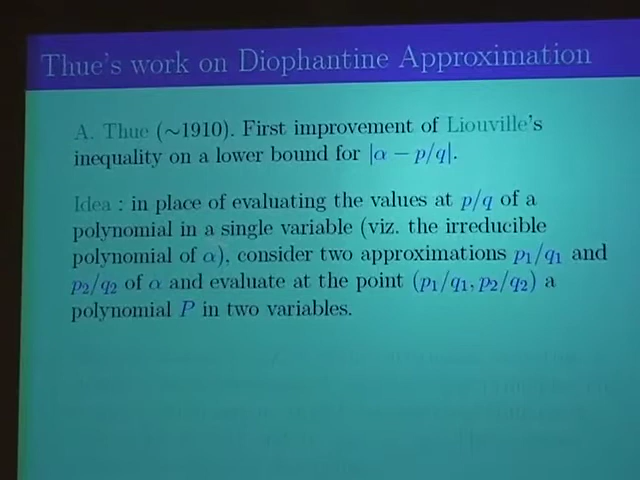 Thue's work on Diophantine Approximation
A. Thue (~1910). First improvement of Liouville's
inequality on a lower bound for |α − p/q|.
Idea : in place of evaluating the values at p/q of a
polynomial in a single variable (viz. the irreducible
polynomial of α), consider two approximations p₁/q₁ and
p₂/q₂ of α and evaluate at the point (p₁/q₁, p₂/q₂) a
polynomial P in two variables.